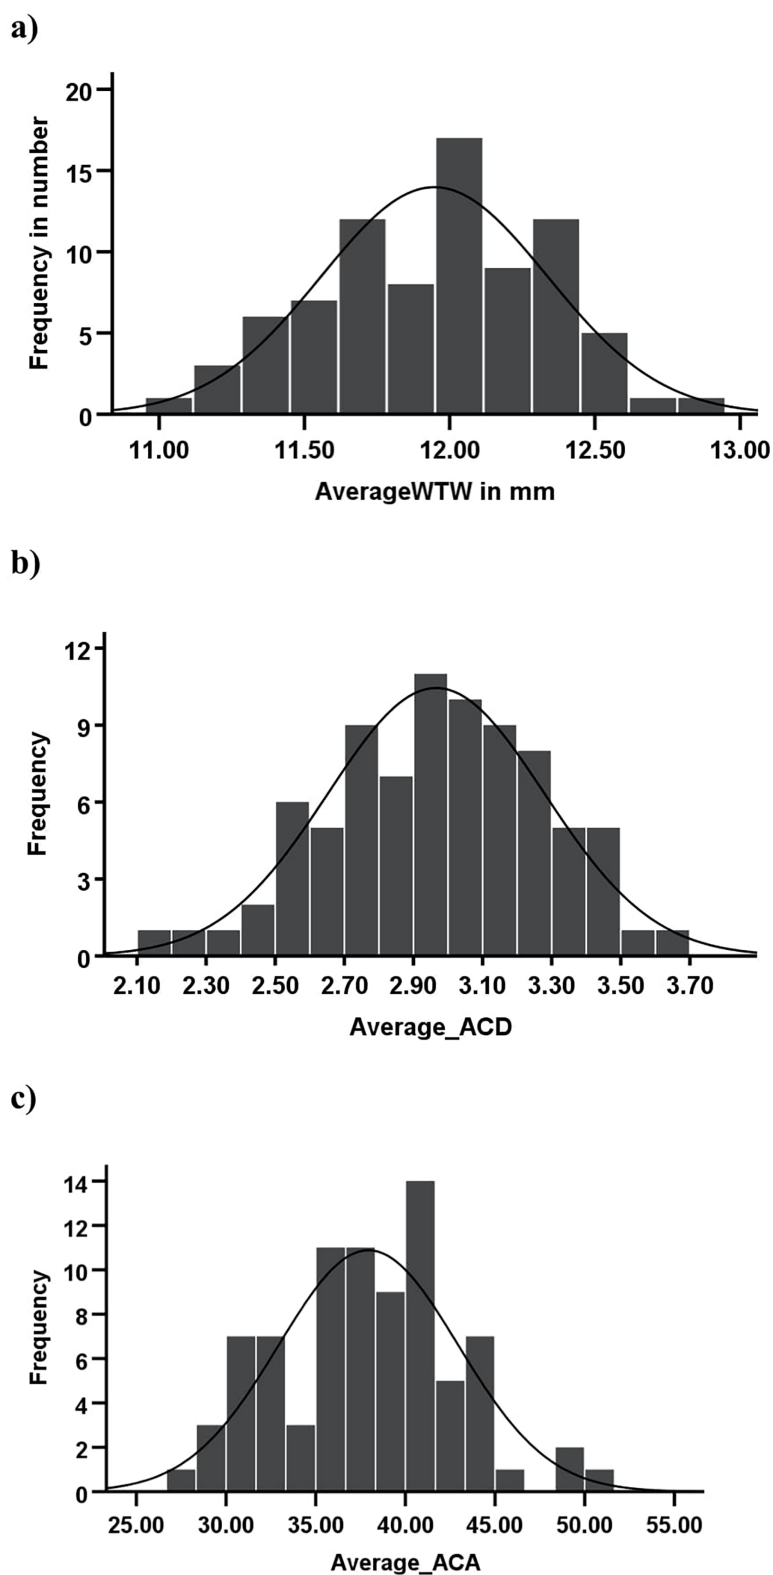 a)
20
15
10
5
0
Frequency in number
11.00 11.50 12.00 12.50 13.00
AverageWTW in mm
b)
12
9
6
3
0
Frequency
2.10 2.30 2.50 2.70 2.90 3.10 3.30 3.50 3.70
Average_ACD
c)
14
12
10
8
6
4
2
0
Frequency
25.00 30.00 35.00 40.00 45.00 50.00 55.00
Average_ACA